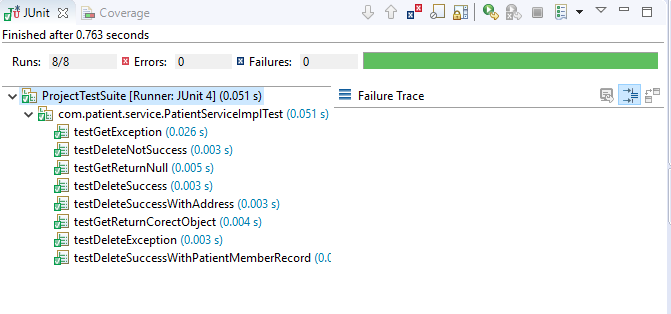 JUnit Coverage
Finished after 0.763 seconds
Runs: 8/8 Errors: 0 Failures: 0
ProjectTestSuite [Runner: JUnit 4] (0.051 s)
Failure Trace
com.patient.service.PatientServiceImplTest (0.051 s)
testGetException (0.026 s)
testDeleteNotSuccess (0.003 s)
testGetReturnNull (0.005 s)
testDeleteSuccess (0.003 s)
testDeleteSuccessWithAddress (0.003 s)
testGetReturnCorectObject (0.004 s)
testDeleteException (0.003 s)
testDeleteSuccessWithPatientMemberRecord (0.0